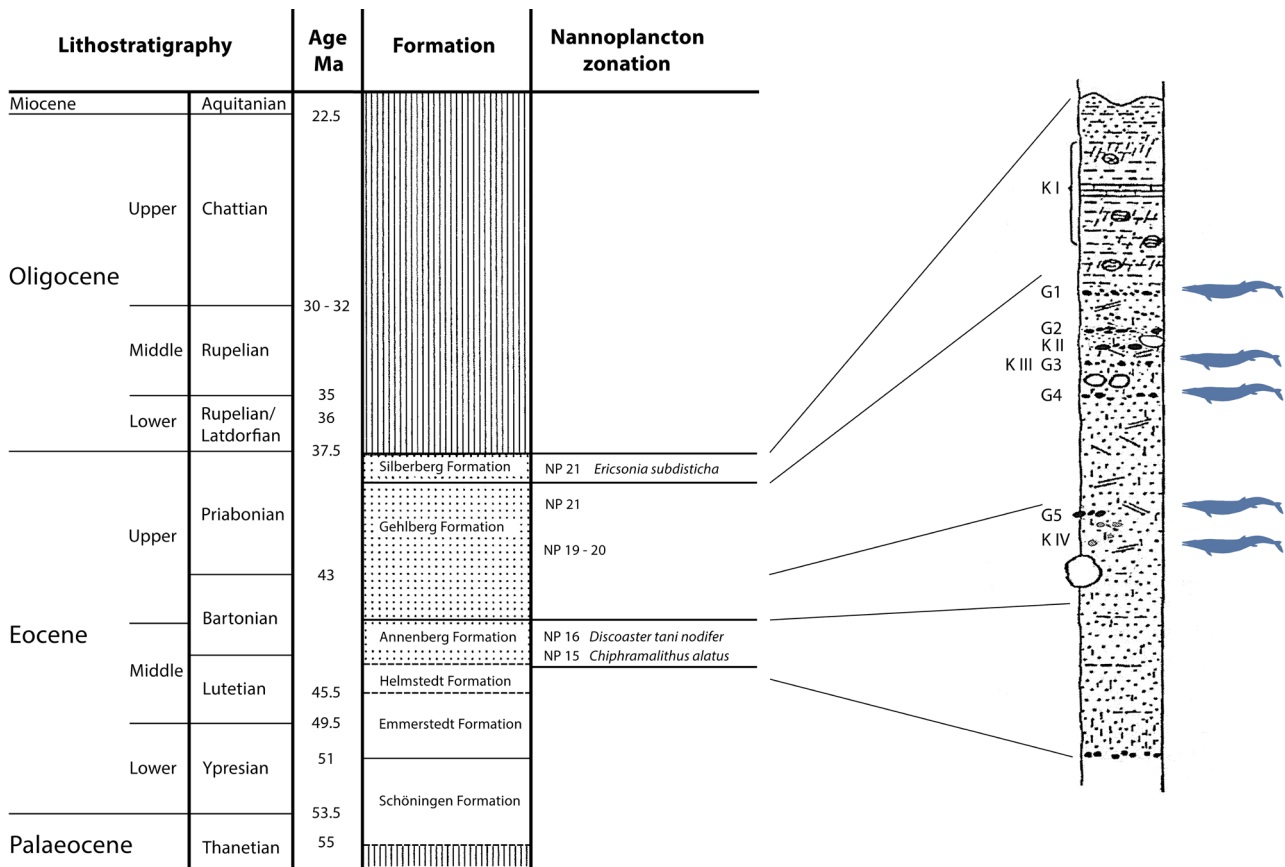 Lithostratigraphy
Age
Ma
Formation
Nannoplancton
zonation
Miocene
Aquitanian
22.5
Upper
Chattian
Oligocene
30 - 32
Middle
Rupelian
35
Lower
Rupelian/
Latdorfian
36
37.5
Silberberg Formation
NP 21 Ericsonia subdisticha
NP 21
Priabonian
Gehlberg Formation
Upper
NP 19 - 20
43
Bartonian
Eocene
Annenberg Formation
NP 16 Discoaster tani nodifer
NP 15 Chiphramalithus alatus
Middle
Lutetian
Helmstedt Formation
45.5
49.5
Emmerstedt Formation
51
Lower
Ypresian
Schöningen Formation
53.5
Palaeocene
Thanetian
55
K I
G1
G2
K II
K III G3
G4
G5
K IV